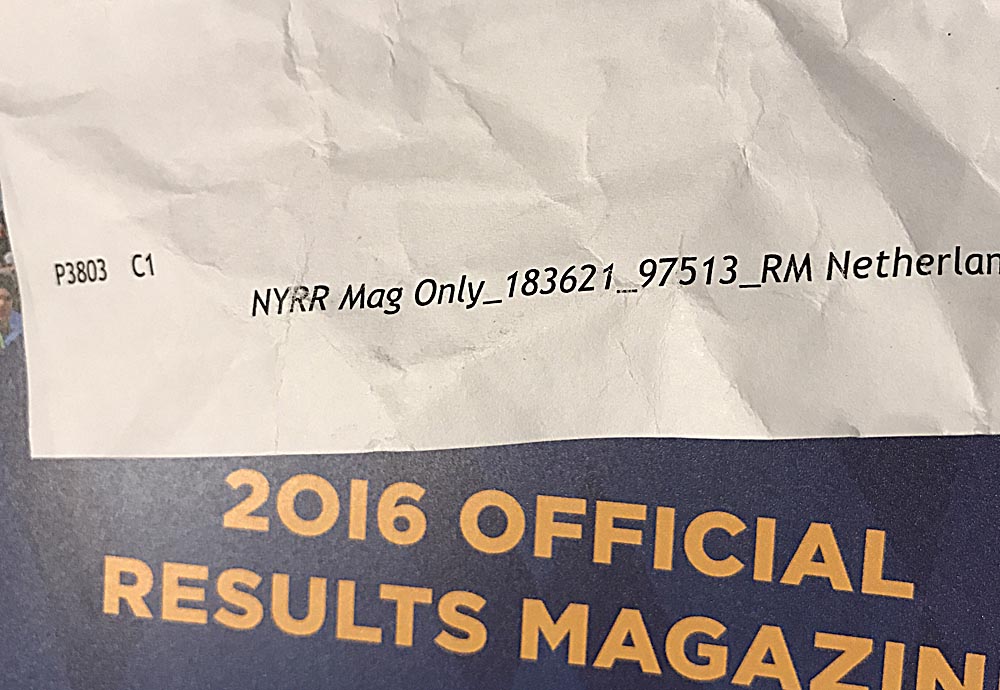 P3803 C1
NYRR Mag Only_183621_97513_RM Netherlan
2016 OFFICIAL
RESULTS MAGAZIN